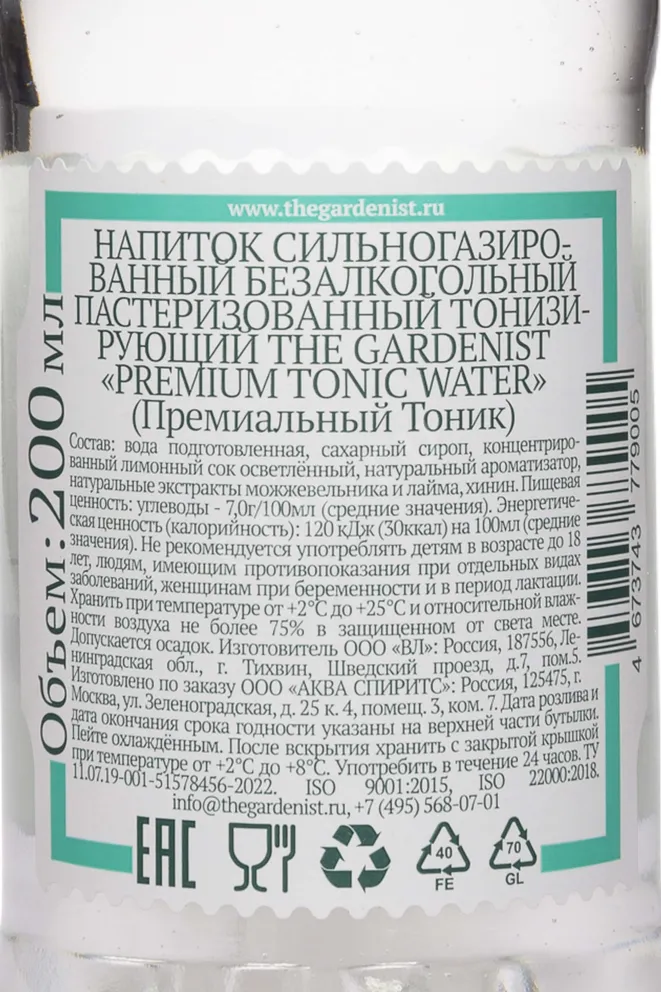 www.thegardenist.ru
НАПИТОК СИЛЬНОГАЗИРО-
ВАННЫЙ БЕЗАЛКОГОЛЬНЫЙ
ПАСТЕРИЗОВАННЫЙ ТОНИЗИ-
РУЮЩИЙ THE GARDENIST
«PREMIUM TONIC WATER»
(Премиальный Тоник)
Состав: вода подготовленная, сахарный сироп, концентриро-
ванный лимонный сок осветлённый, натуральный ароматизатор,
натуральные экстракты можжевельника и лайма, хинин. Пищевая
ценность: углеводы - 7,0г/100мл (средние значения). Энергетиче-
ская ценность (калорийность): 120 кДж (30ккал) на 100мл (средние
значения). Не рекомендуется употреблять детям в возрасте до 18
лет, людям, имеющим противопоказания при отдельных видах
заболеваний, женщинам при беременности и в период лактации.
Хранить при температуре от +2°С до +25°С и относительной влаж-
ности воздуха не более 75% в защищенном от света месте.
Допускается осадок. Изготовитель ООО «ВЛ»: Россия, 187556, Ле-
нинградская обл., г. Тихвин, Шведский проезд, д.7, пом.5.
Изготовлено по заказу ООО «АКВА СПИРИТС»: Россия, 125475, г.
Москва, ул. Зеленоградская, д. 25 к. 4, помещ. 3, ком. 7. Дата розлива и
дата окончания срока годности указаны на верхней части бутылки.
Пейте охлаждённым. После вскрытия хранить с закрытой крышкой
при температуре от +2°С до +8°С. Употребить в течение 24 часов. ТУ
11.07.19-001-51578456-2022. ISO 9001:2015, ISO 22000:2018.
info@thegardenist.ru, +7 (495) 568-07-01
Объем: 200 мл
4 673743 779005
EAC
40
FE
70
GL